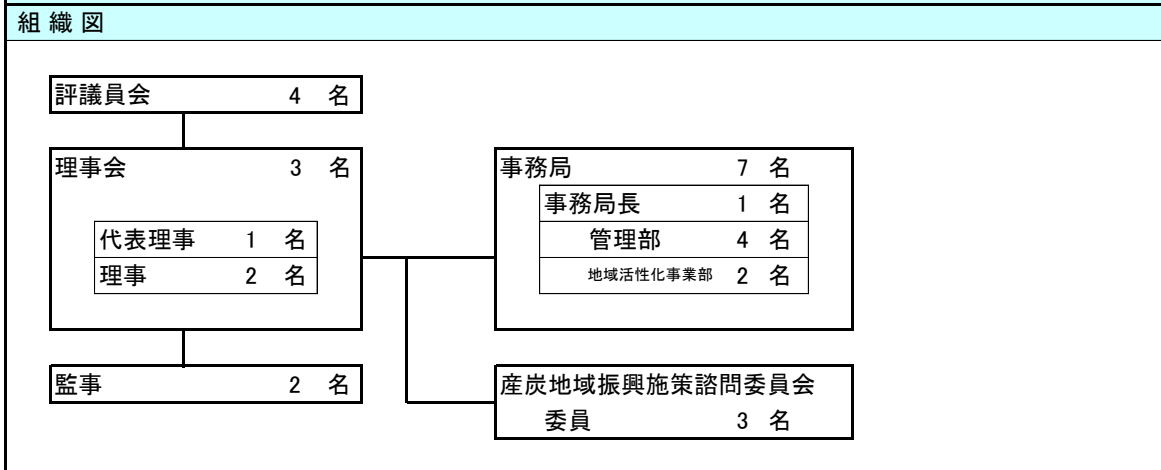 組 織 図
評議員会 4 名
理事会 3 名
代表理事 1 名
理事 2 名
監事 2 名
事務局 7 名
事務局長 1 名
管理部 4 名
地域活性化事業部 2 名
産炭地域振興施策諮問委員会
委員 3 名